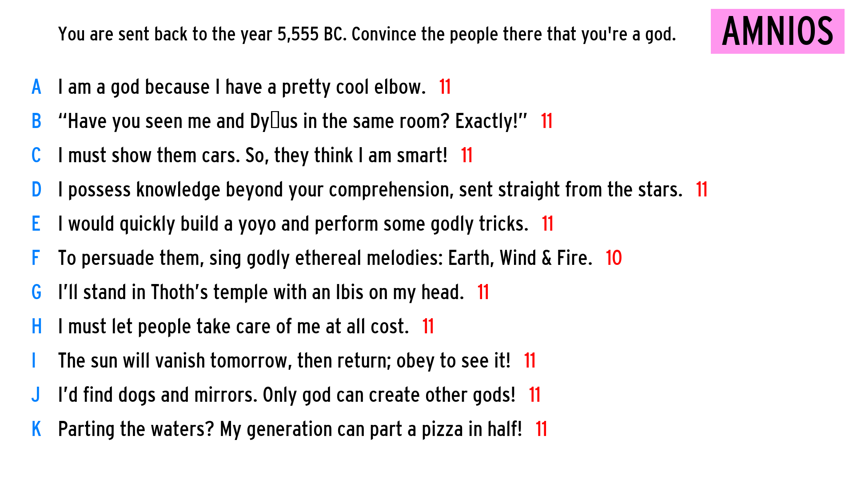 You are sent back to the year 5,555 BC. Convince the people there that you're a god.
AMNIOS
A I am a god because I have a pretty cool elbow. 11
B “Have you seen me and Dy▯us in the same room? Exactly!” 11
C I must show them cars. So, they think I am smart! 11
D I possess knowledge beyond your comprehension, sent straight from the stars. 11
E I would quickly build a yoyo and perform some godly tricks. 11
F To persuade them, sing godly ethereal melodies: Earth, Wind & Fire. 10
G I’ll stand in Thoth’s temple with an Ibis on my head. 11
H I must let people take care of me at all cost. 11
I The sun will vanish tomorrow, then return; obey to see it! 11
J I’d find dogs and mirrors. Only god can create other gods! 11
K Parting the waters? My generation can part a pizza in half! 11